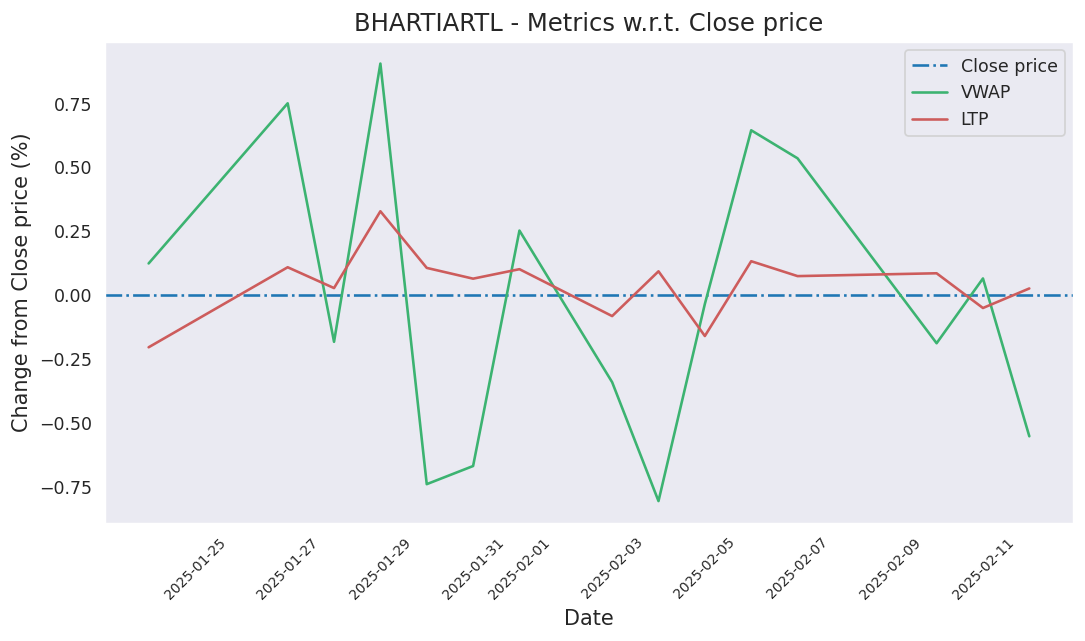 BHARTIARTL - Metrics w.r.t. Close price
Close price
VWAP
LTP
Change from Close price (%)
0.75
0.50
0.25
0.00
−0.25
−0.50
−0.75
2025-01-25
2025-01-27
2025-01-29
2025-01-31
2025-02-01
2025-02-03
2025-02-05
2025-02-07
2025-02-09
2025-02-11
Date